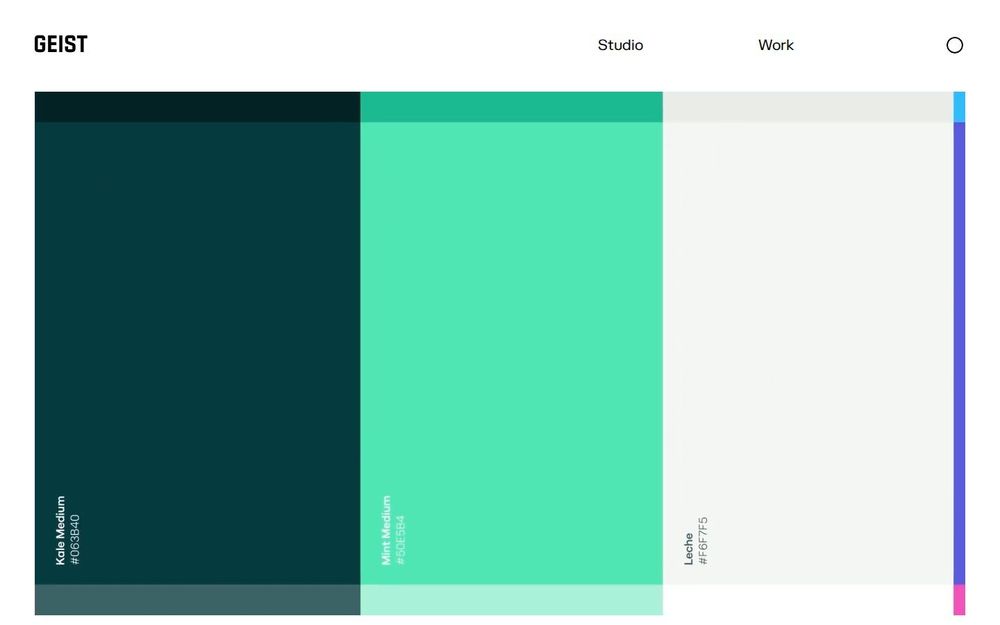 GEIST
Studio
Work
Kale Medium
#063B40
Mint Medium
#50E5B4
Leche
#F6F7F5